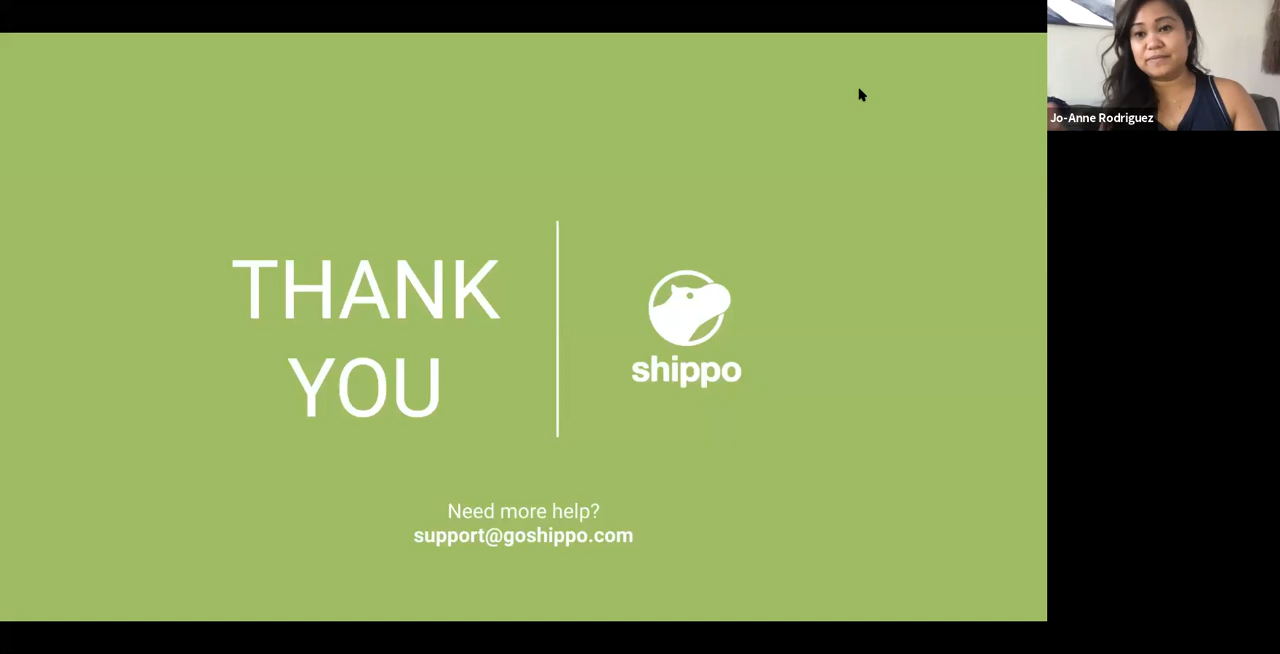 Jo-Anne Rodriguez
THANK
YOU
shippo
Need more help?
support@goshippo.com